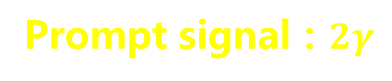 Prompt signal : 2γ